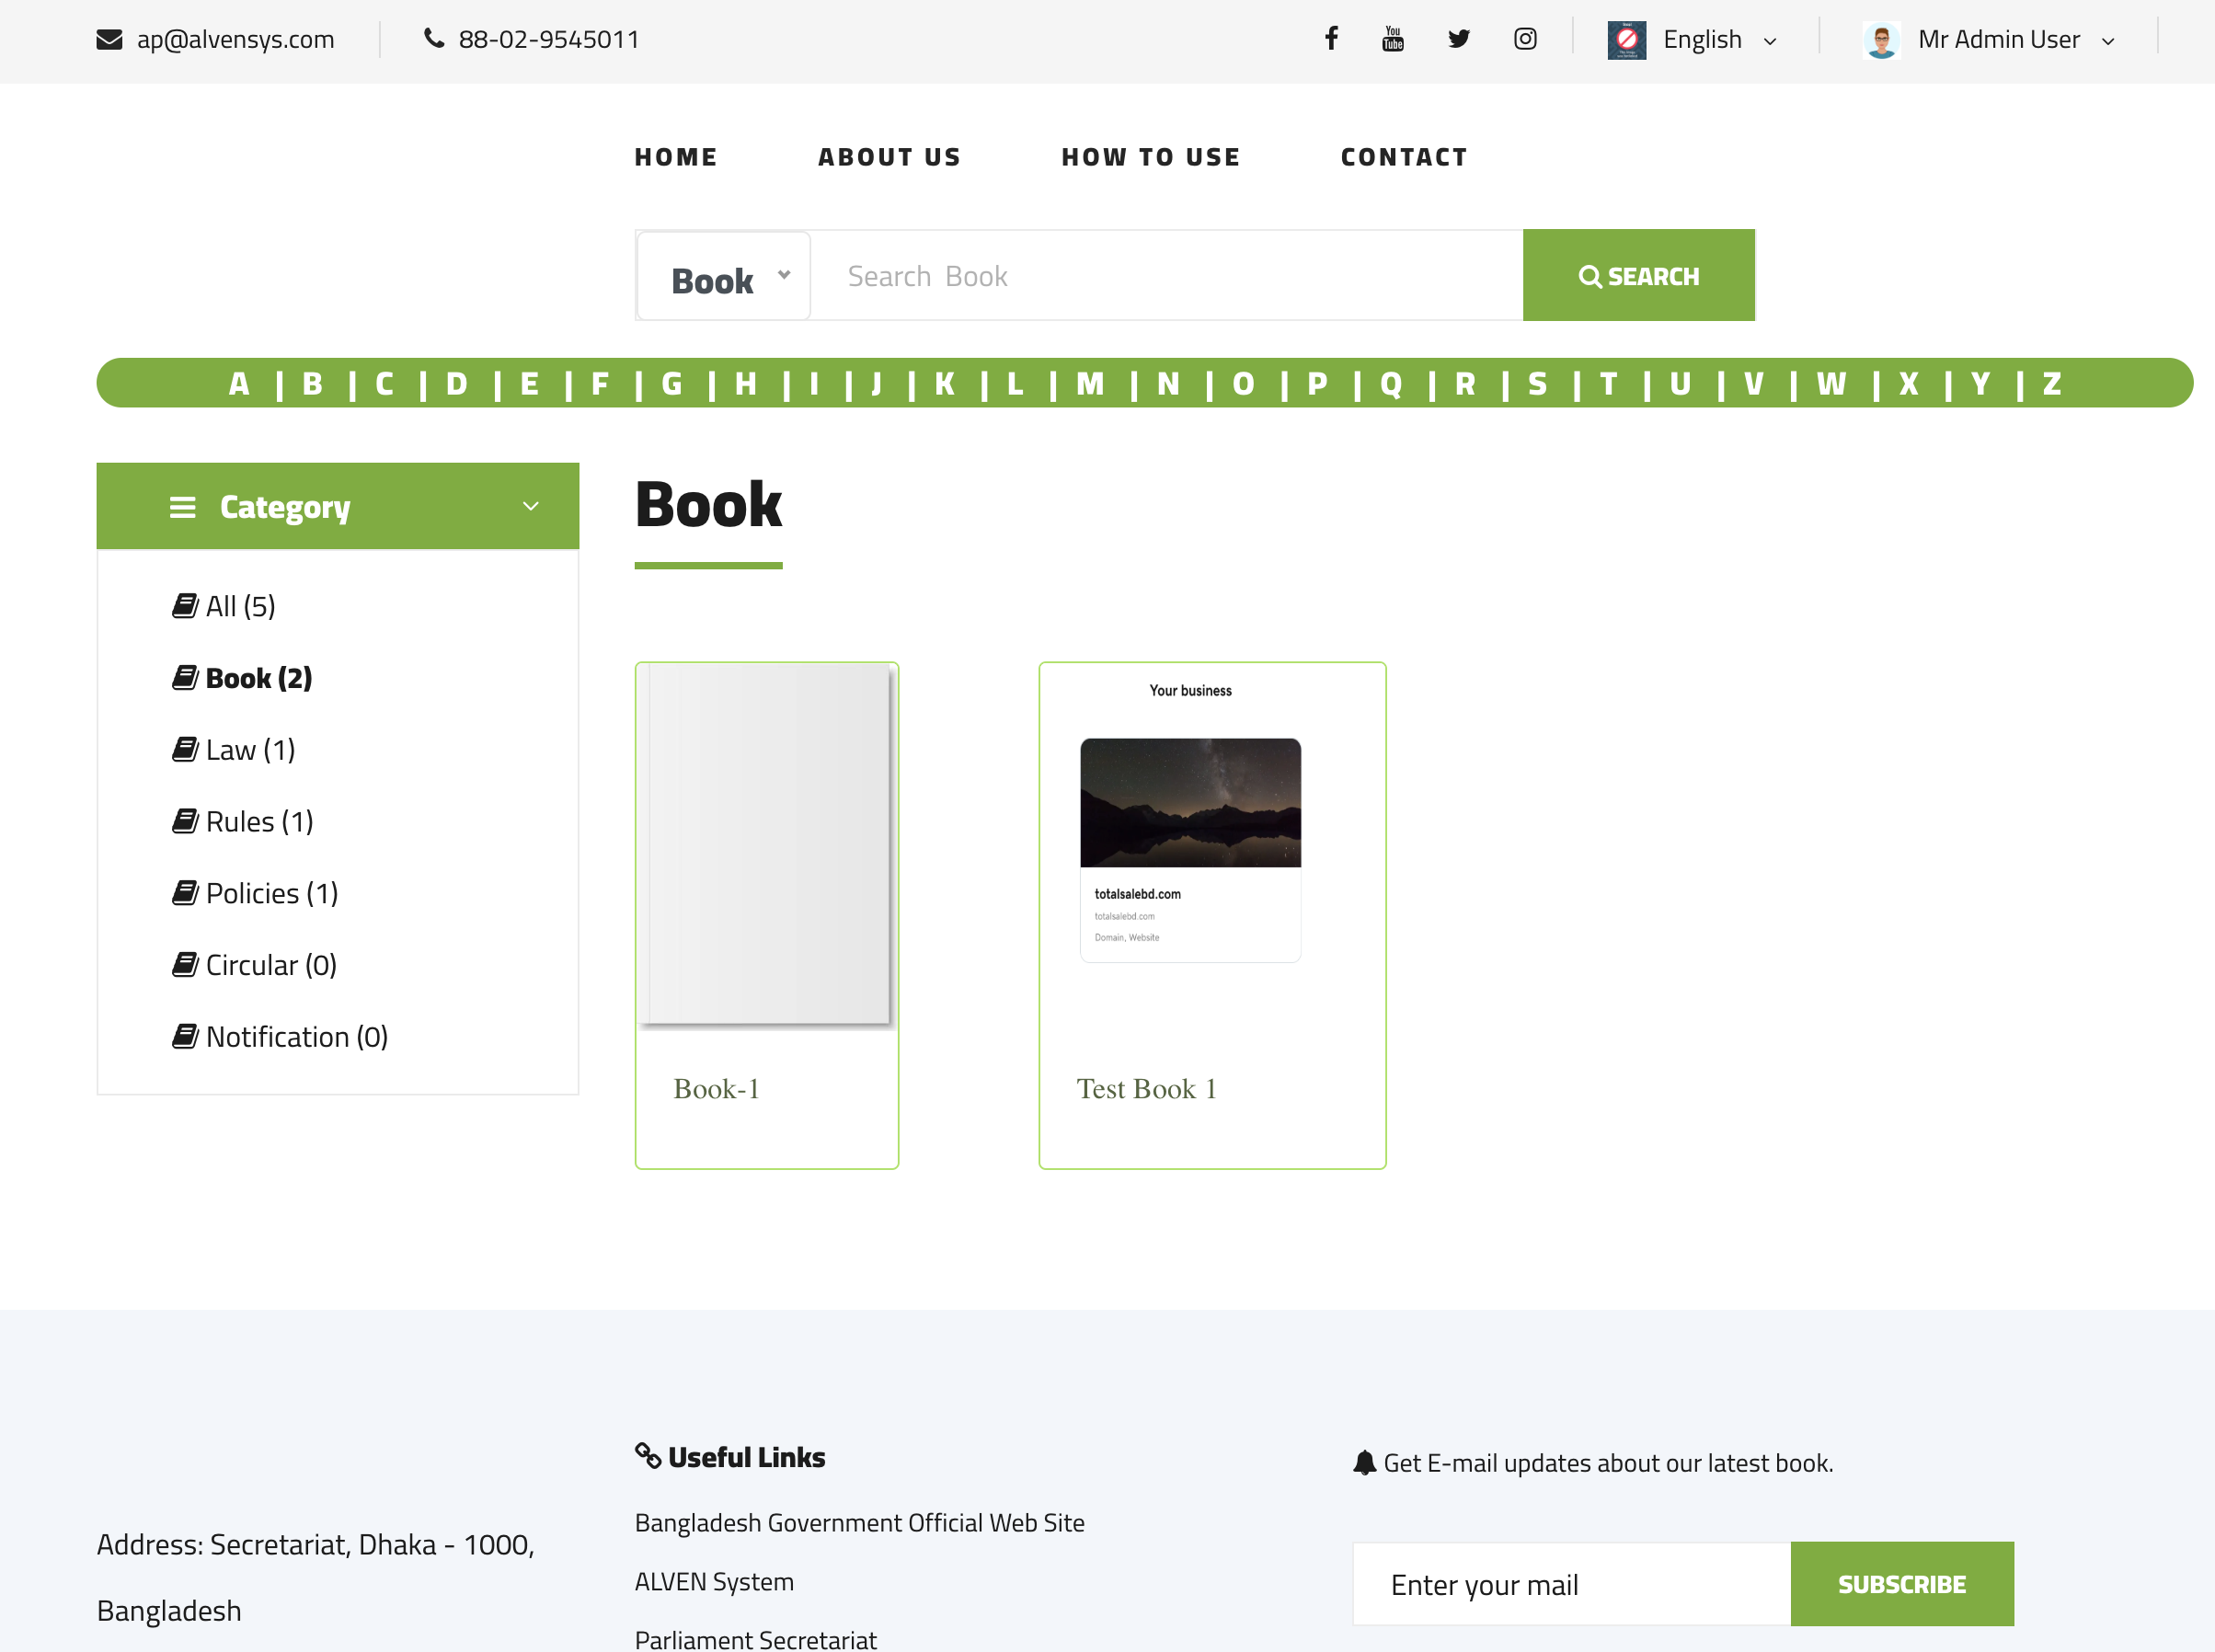 ap@alvensys.com
88-02-9545011
English
Mr Admin User
HOME ABOUT US HOW TO USE CONTACT
Book
Search Book
SEARCH
A | B | C | D | E | F | G | H | I | J | K | L | M | N | O | P | Q | R | S | T | U | V | W | X | Y | Z
Category
All (5)
Book (2)
Law (1)
Rules (1)
Policies (1)
Circular (0)
Notification (0)
Book
Book-1
Your business
totalsalebd.com
totalsalebd.com
Domain, Website
Test Book 1
Address: Secretariat, Dhaka - 1000,
Bangladesh
Useful Links
Bangladesh Government Official Web Site
ALVEN System
Parliament Secretariat
Get E-mail updates about our latest book.
Enter your mail
SUBSCRIBE